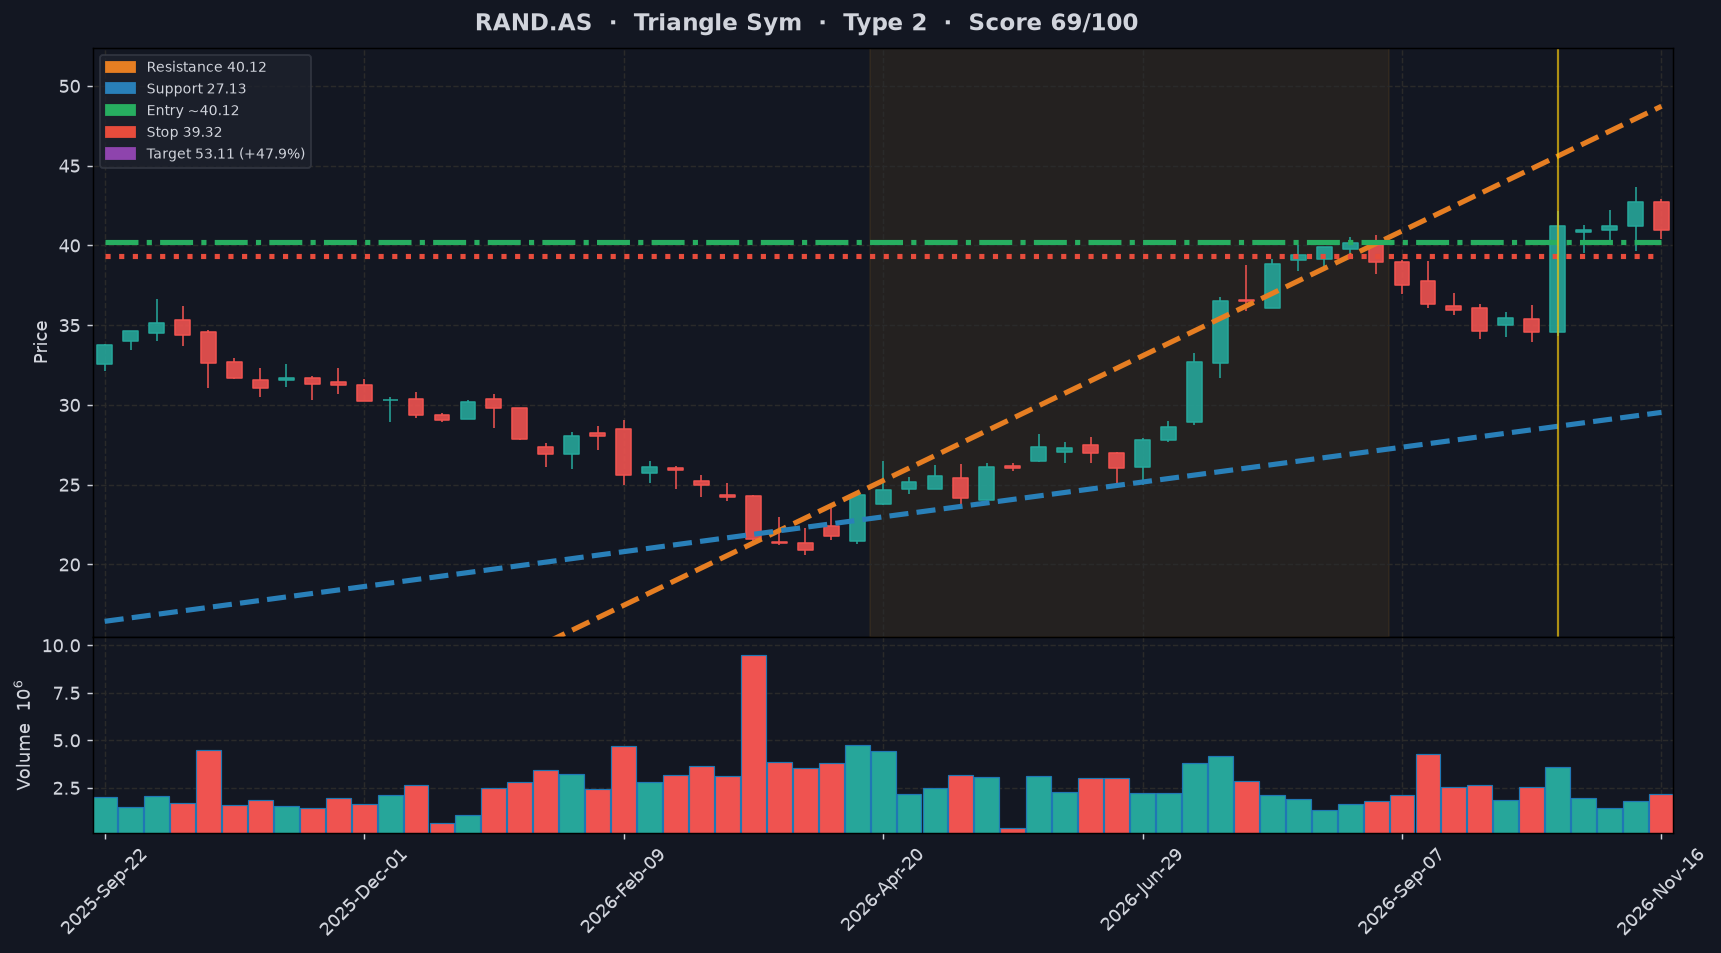 RAND.AS · Triangle Sym · Type 2 · Score 69/100
Resistance 40.12
Support 27.13
Entry ~40.12
Stop 39.32
Target 53.11 (+47.9%)
Price
50
45
40
35
30
25
20
Volume 10⁶
10.0
7.5
5.0
2.5
2025-Sep-22
2025-Dec-01
2026-Feb-09
2026-Apr-20
2026-Jun-29
2026-Sep-07
2026-Nov-16